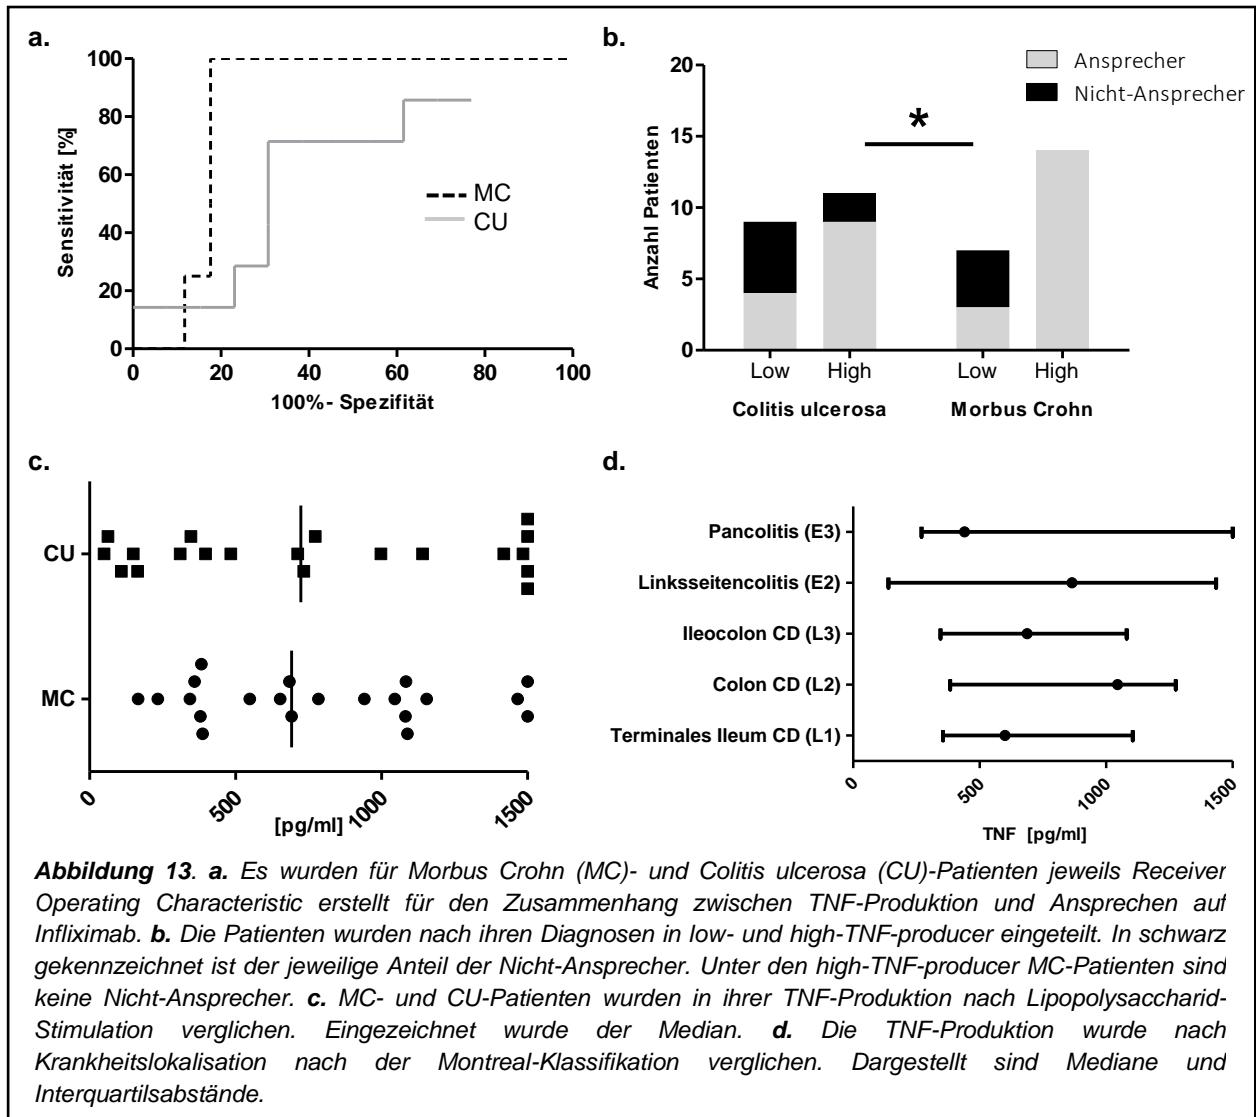 a.
100
80
60
40
20
0
Sensitivität [%]
MC
CU
0 20 40 60 80 100
100%- Spezifität
b.
Ansprecher
Nicht-Ansprecher
20
15
10
5
0
Anzahl Patienten
*
Low High Low High
Colitis ulcerosa Morbus Crohn
c.
CU
MC
0 500 1000 1500
[pg/ml]
d.
Pancolitis (E3)
Linksseitencolitis (E2)
Ileocolon CD (L3)
Colon CD (L2)
Terminales Ileum CD (L1)
0 500 1000 1500
TNF [pg/ml]
Abbildung 13. a. Es wurden für Morbus Crohn (MC)- und Colitis ulcerosa (CU)-Patienten jeweils Receiver
Operating Characteristic erstellt für den Zusammenhang zwischen TNF-Produktion und Ansprechen auf
Infliximab. b. Die Patienten wurden nach ihren Diagnosen in low- und high-TNF-producer eingeteilt. In schwarz
gekennzeichnet ist der jeweilige Anteil der Nicht-Ansprecher. Unter den high-TNF-producer MC-Patienten sind
keine Nicht-Ansprecher. c. MC- und CU-Patienten wurden in ihrer TNF-Produktion nach Lipopolysaccharid-
Stimulation verglichen. Eingezeichnet wurde der Median. d. Die TNF-Produktion wurde nach
Krankheitslokalisation nach der Montreal-Klassifikation verglichen. Dargestellt sind Mediane und
Interquartilsabstände.